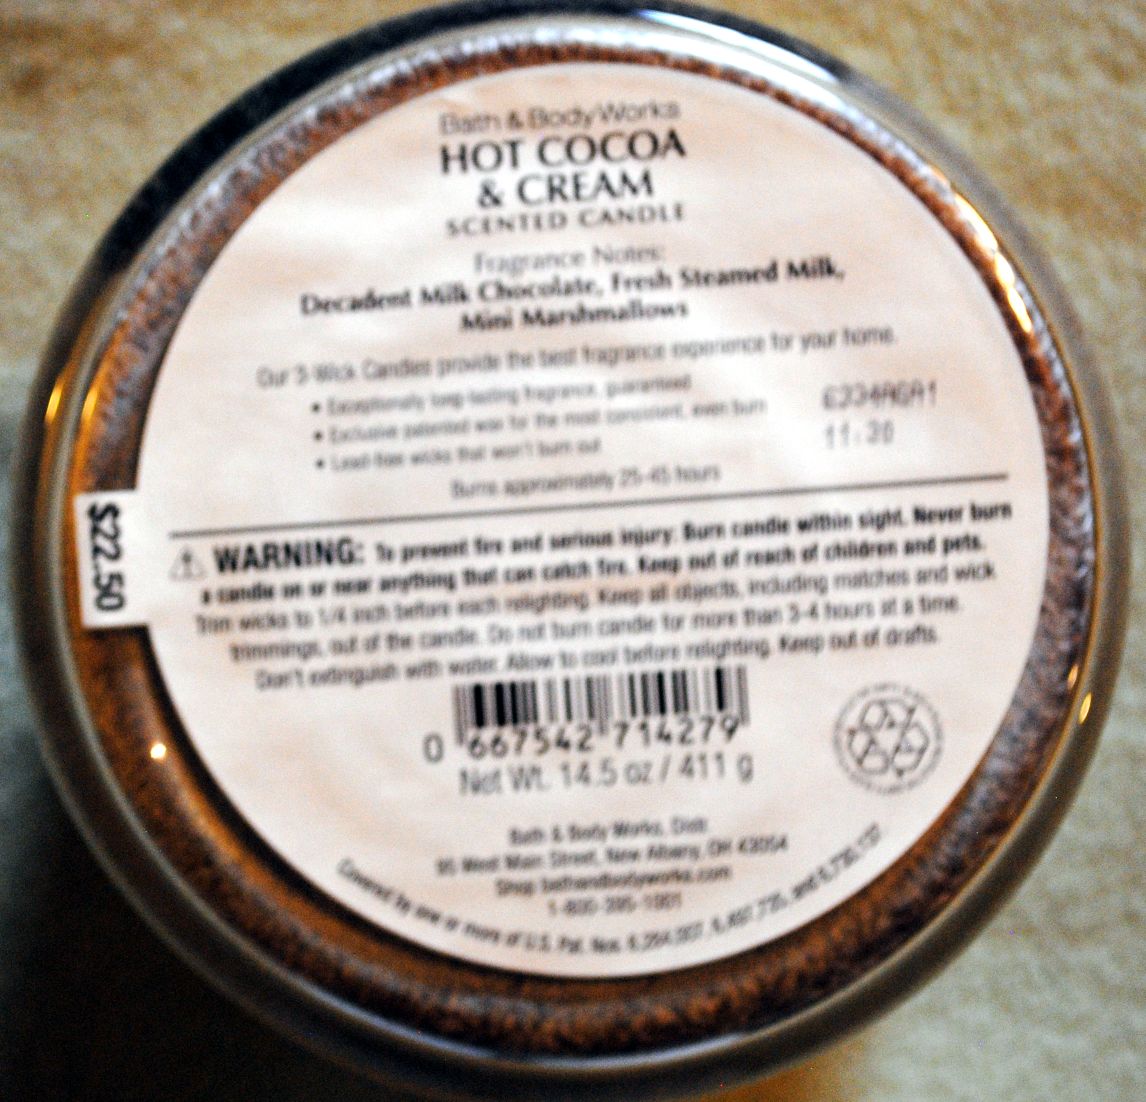 Bath & Body Works
HOT COCOA
& CREAM
SCENTED CANDLE
Fragrance Notes:
Decadent Milk Chocolate, Fresh Steamed Milk,
Mini Marshmallows
Our 3-Wick Candles provide the best fragrance experience for your home.
• Exceptionally long-lasting fragrance, guaranteed
• Exclusive patented wax for the most consistent, even burn
• Lead-free wicks that won't burn out
Burns approximately 25-45 hours
11.20
$22.50
WARNING: To prevent fire and serious injury: Burn candle within sight. Never burn
a candle on or near anything that can catch fire. Keep out of reach of children and pets.
Trim wicks to 1/4 inch before each relighting. Keep all objects, including matches and wick
trimmings, out of the candle. Do not burn candle for more than 3-4 hours at a time.
Don't extinguish with water. Allow to cool before relighting. Keep out of drafts.
0 667542 714279
Net Wt. 14.5 oz / 411 g
Bath & Body Works, Distr.
95 West Main Street, New Albany, OH 43054
Shop bathandbodyworks.com
1-800-395-1001
Covered by one or more of U.S. Pat. Nos.